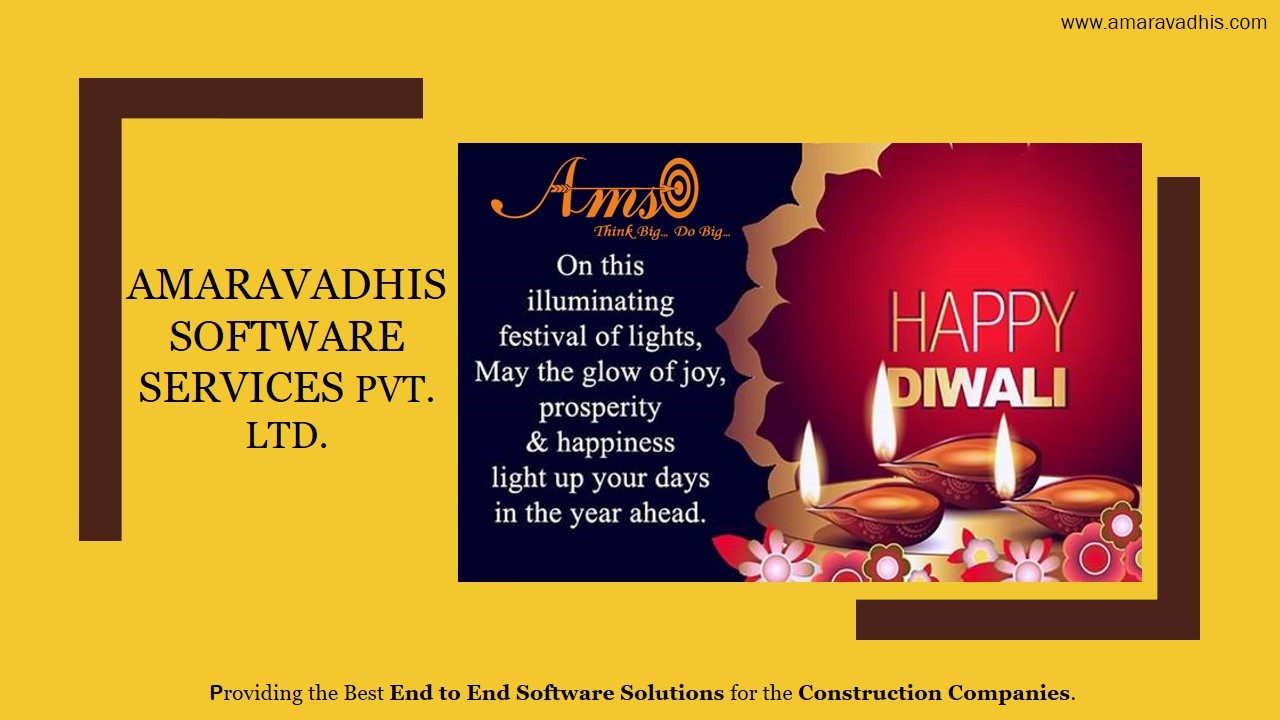 www.amaravadhis.com
AMARAVADHIS
SOFTWARE
SERVICES PVT.
LTD.
Ams
Think Big... Do Big...
On this
illuminating
festival of lights,
May the glow of joy,
prosperity
& happiness
light up your days
in the year ahead.
HAPPY
DIWALI
Providing the Best End to End Software Solutions for the Construction Companies.